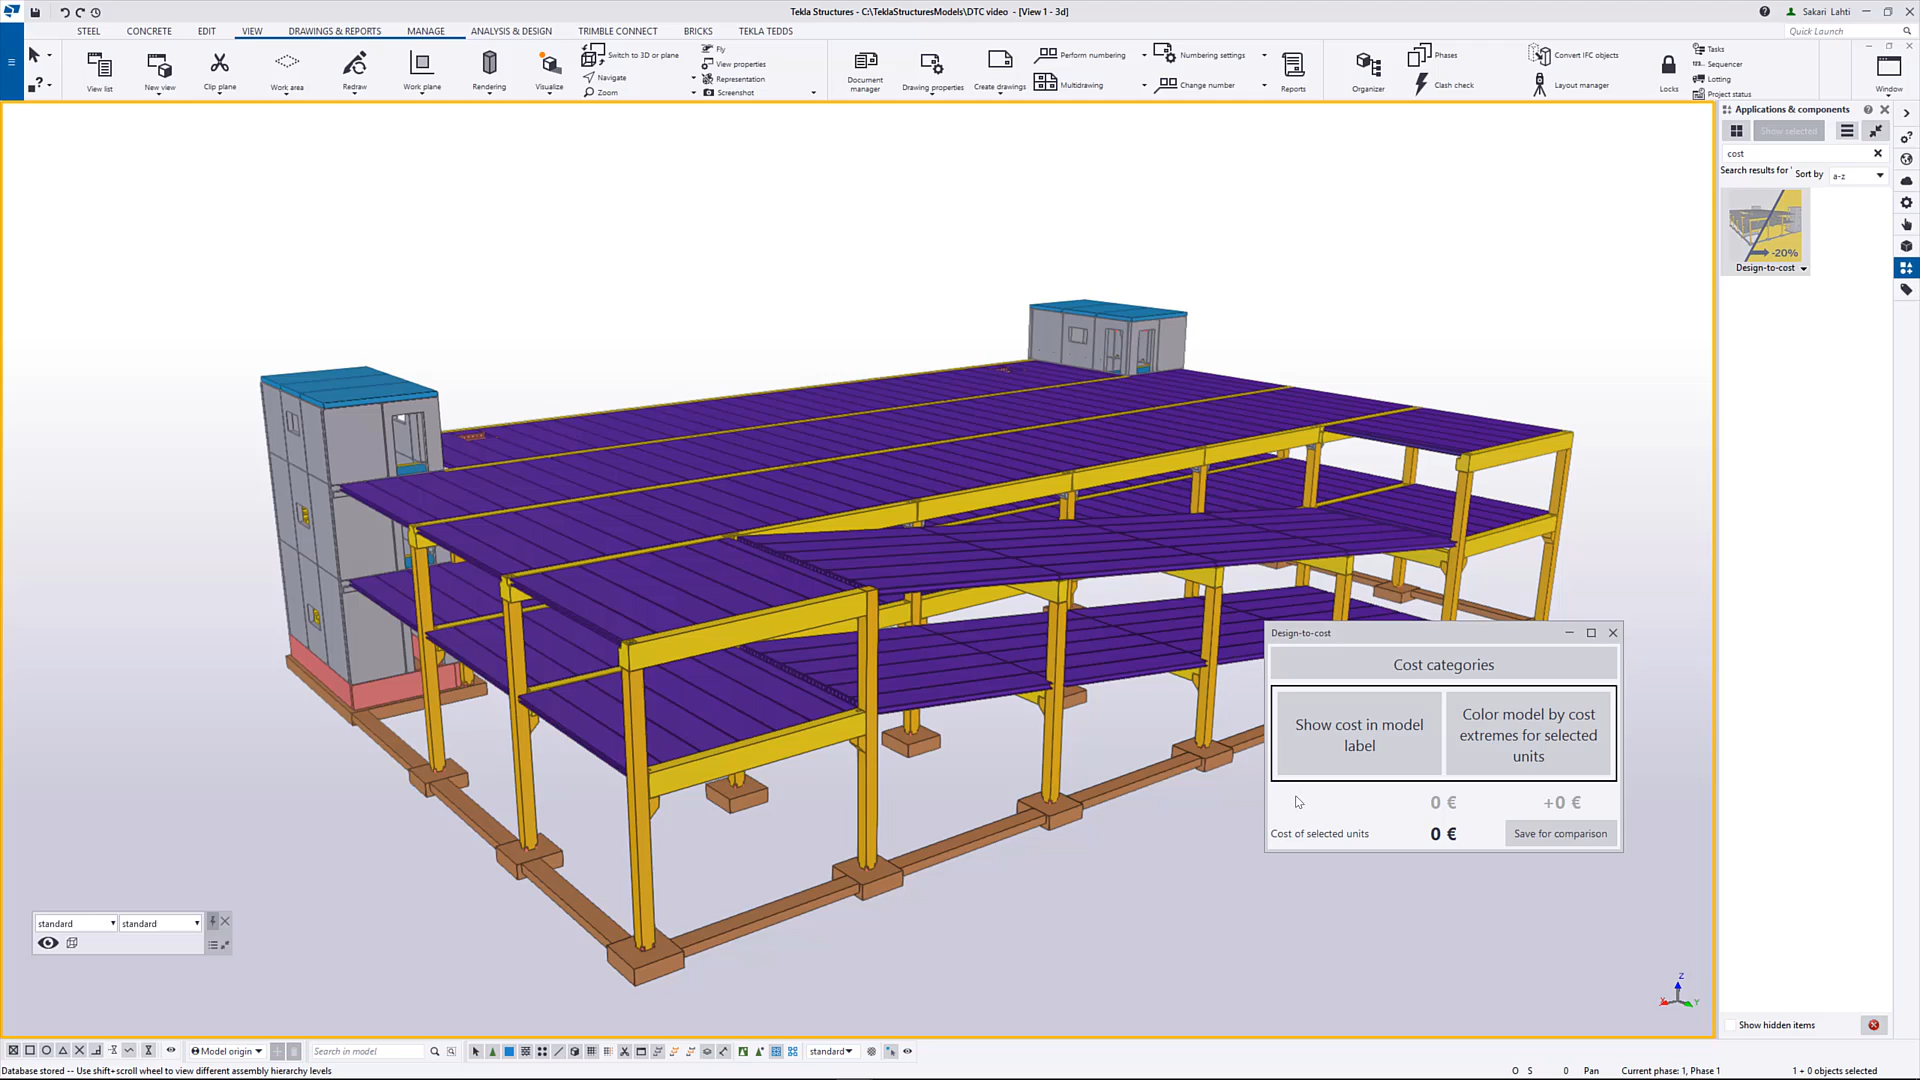 Tekla Structures - C:\TeklaStructuresModels\DTC video - [View 1 - 3d]
Sakari Lahti
STEEL CONCRETE EDIT VIEW DRAWINGS & REPORTS MANAGE ANALYSIS & DESIGN TRIMBLE CONNECT BRICKS TEKLA TEDDS
Quick Launch
View list
New view
Clip plane
Work area
Redraw
Work plane
Rendering
Visualize
Switch to 3D or plane
Navigate
Zoom
Fly
View properties
Representation
Screenshot
Document manager
Drawing properties
Create drawings
Perform numbering
Multidrawing
Numbering settings
Change number
Reports
Organizer
Phases
Clash check
Convert IFC objects
Layout manager
Locks
Tasks
Sequencer
Lotting
Project status
Window
Applications & components
Show selected
cost
Search results for '
Sort by
a-z
-20%
Design-to-cost
Design-to-cost
Cost categories
Show cost in model
label
Color model by cost
extremes for selected
units
0 € +0 €
Cost of selected units 0 € Save for comparison
standard standard
Z
X Y
Show hidden items
Model origin
Search in model
standard
Database stored -- Use shift+scroll wheel to view different assembly hierarchy levels
O S 0 Pan Current phase: 1, Phase 1 1 + 0 objects selected